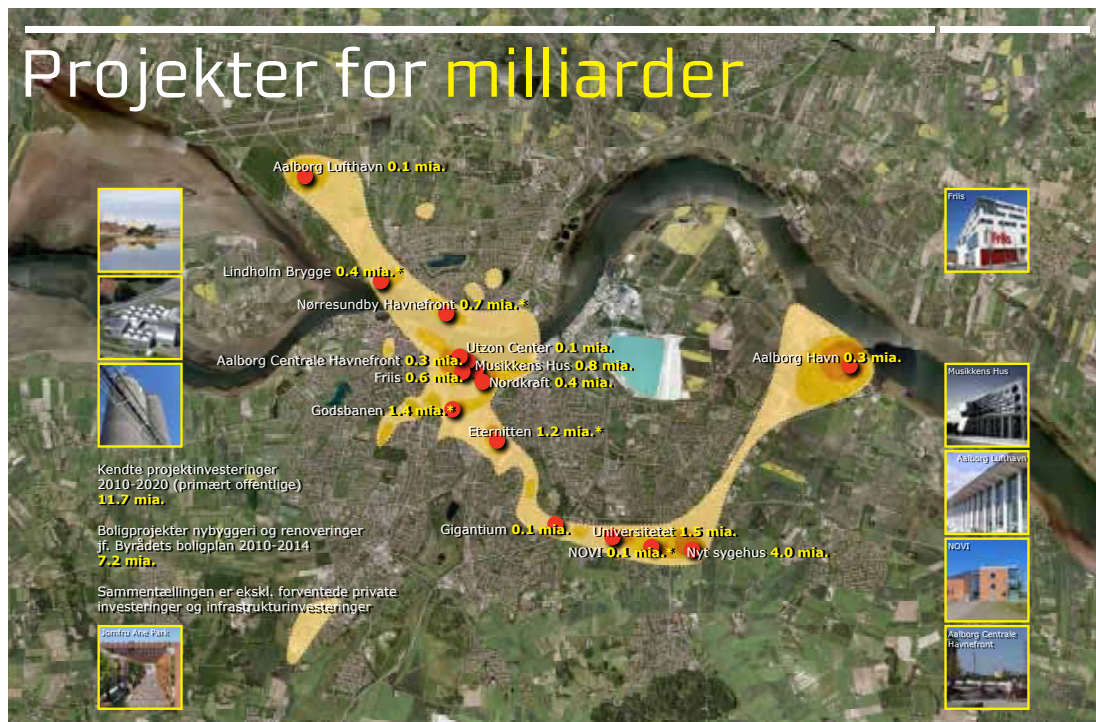 Projekter for milliarder
Aalborg Lufthavn 0.1 mia.
Friis
Friis
Lindholm Brygge 0.4 mia.*
Nørresundby Havnefront 0.7 mia.*
Utzon Center 0.1 mia.
Aalborg Centrale Havnefront 0.3 mia.
Musikkens Hus 0.8 mia.
Friis 0.6 mia.
Nordkraft 0.4 mia.
Aalborg Havn 0.3 mia.
Godsbanen 1.4 mia.*
Eternitten 1.2 mia.*
Gigantium 0.1 mia.
Universitetet 1.5 mia.
NOVI 0.1 mia.*
Nyt sygehus 4.0 mia.
Kendte projektinvesteringer
2010-2020 (primært offentlige)
11.7 mia.
Boligprojekter nybyggeri og renoveringer
jf. Byrådets boligplan 2010-2014
7.2 mia.
Sammentællingen er ekskl. forventede private
investeringer og infrastrukturinvesteringer
Jomfru Ane Park
Musikkens Hus
Aalborg Lufthavn
NOVI
Aalborg Centrale
Havnefront